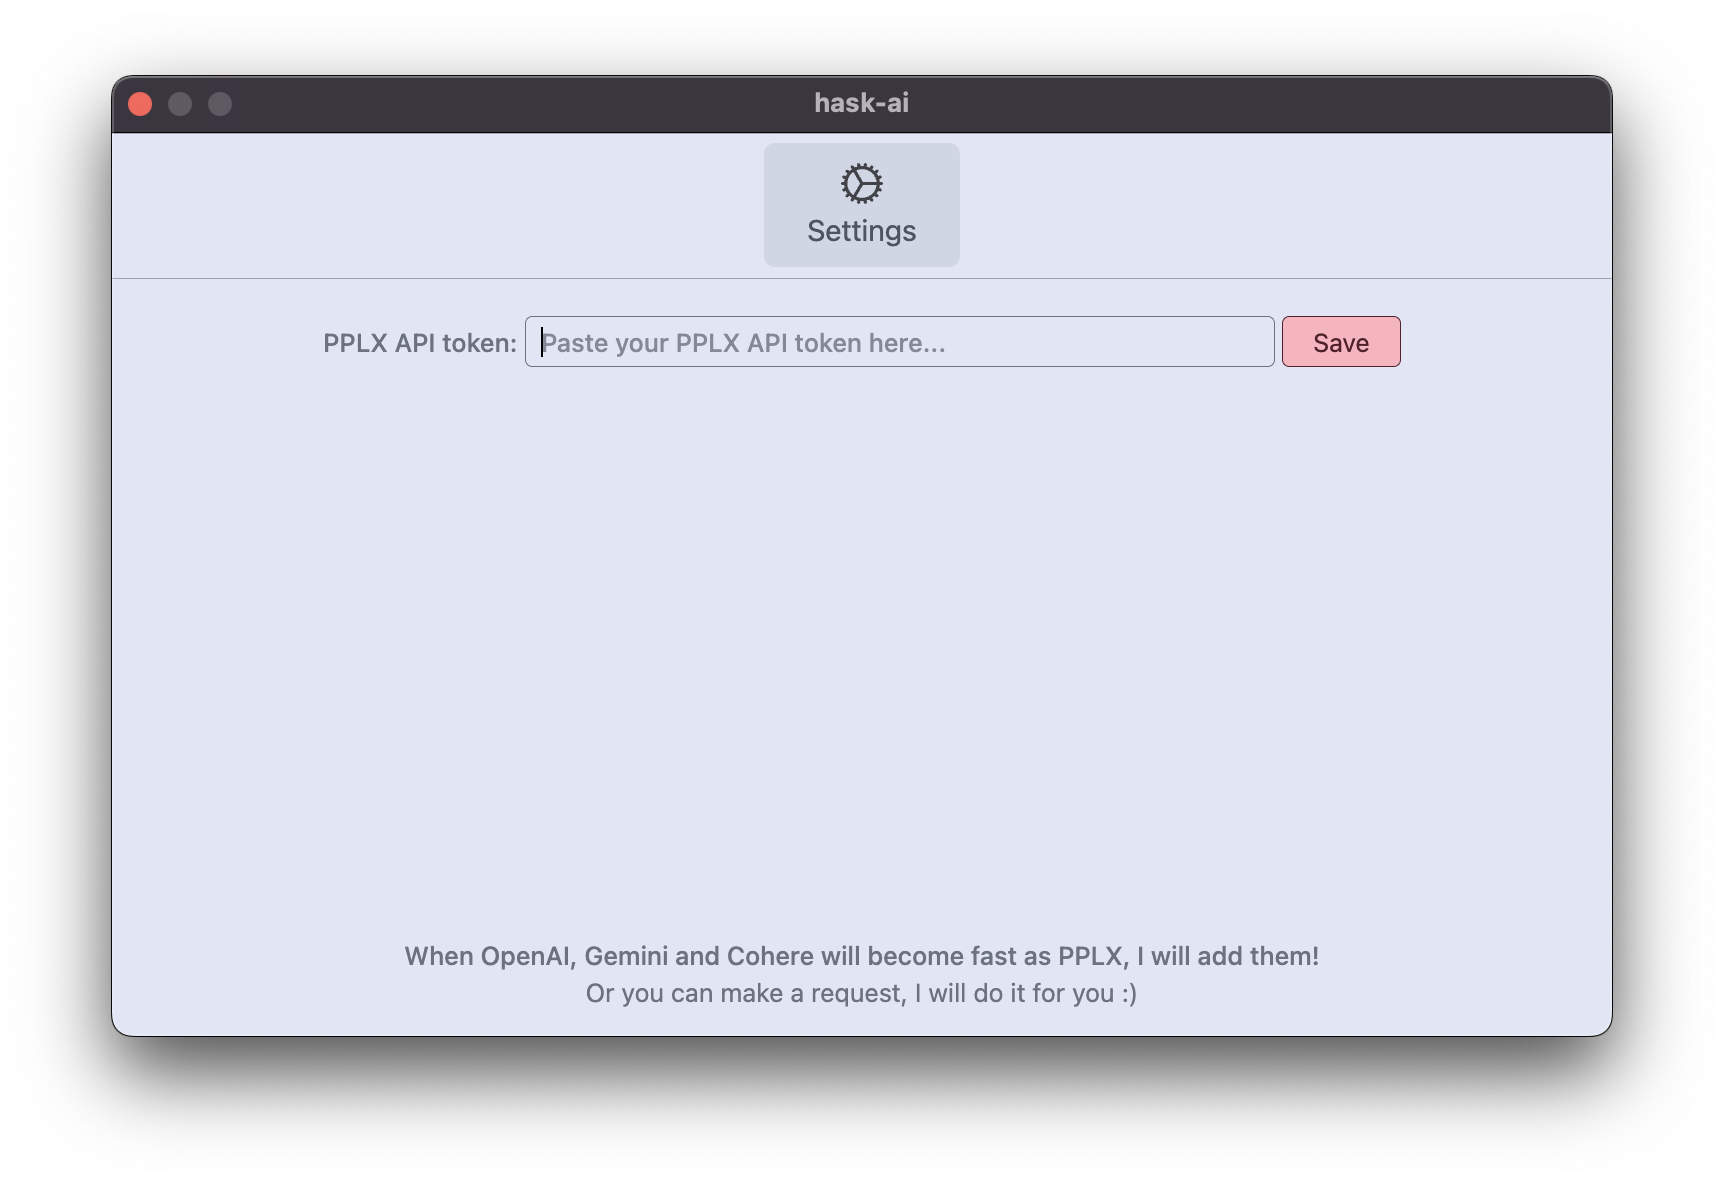 hask-ai
Settings
PPLX API token: Paste your PPLX API token here... Save
When OpenAI, Gemini and Cohere will become fast as PPLX, I will add them!
Or you can make a request, I will do it for you :)